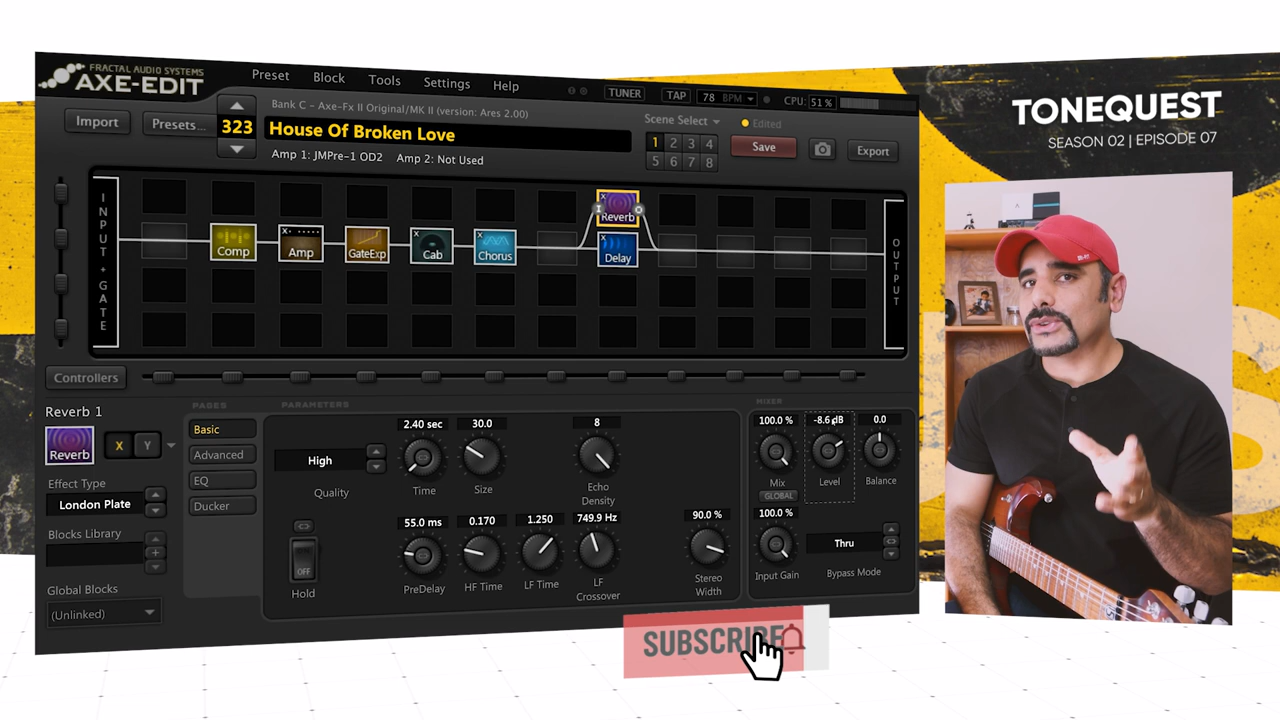 FRACTAL AUDIO SYSTEMS
AXE-EDIT
Preset Block Tools Settings Help
TUNER TAP 78 BPM CPU: 51 %
Import Presets... 323
Bank C - Axe-Fx II Original/MK II (version: Ares 2.00)
House Of Broken Love
Amp 1: JMPre-1 OD2 Amp 2: Not Used
Scene Select Edited
1 2 3 4
5 6 7 8
Save Export
TONEQUEST
SEASON 02 | EPISODE 07
INPUT + GATE
Comp
Amp
GateExp
Cab
Chorus
Reverb
Delay
OUTPUT
Controllers
Reverb 1
Reverb
X Y
Effect Type
London Plate
Blocks Library
Global Blocks
(Unlinked)
PAGES
Basic
Advanced
EQ
Ducker
PARAMETERS
High
Quality
2.40 sec
Time
30.0
Size
8
Echo
Density
OFF
Hold
55.0 ms
PreDelay
0.170
HF Time
1.250
LF Time
749.9 Hz
LF
Crossover
90.0 %
Stereo
Width
MIXER
100.0 %
Mix
GLOBAL
-8.6 dB
Level
0.0
Balance
100.0 %
Input Gain
Thru
Bypass Mode
SUBSCRIBE